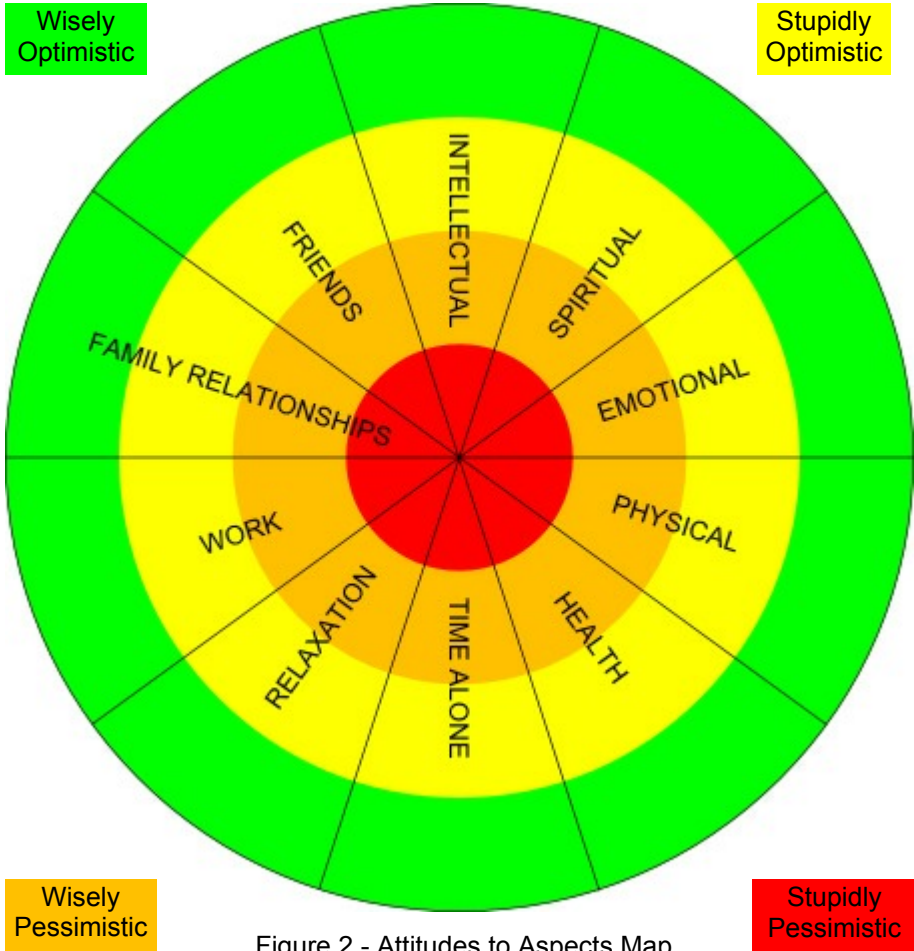 Wisely
Optimistic
Stupidly
Optimistic
INTELLECTUAL
FRIENDS
SPIRITUAL
FAMILY RELATIONSHIPS
EMOTIONAL
WORK
PHYSICAL
RELAXATION
TIME ALONE
HEALTH
Wisely
Pessimistic
Stupidly
Pessimistic
Figure 2 - Attitudes to Aspects Map